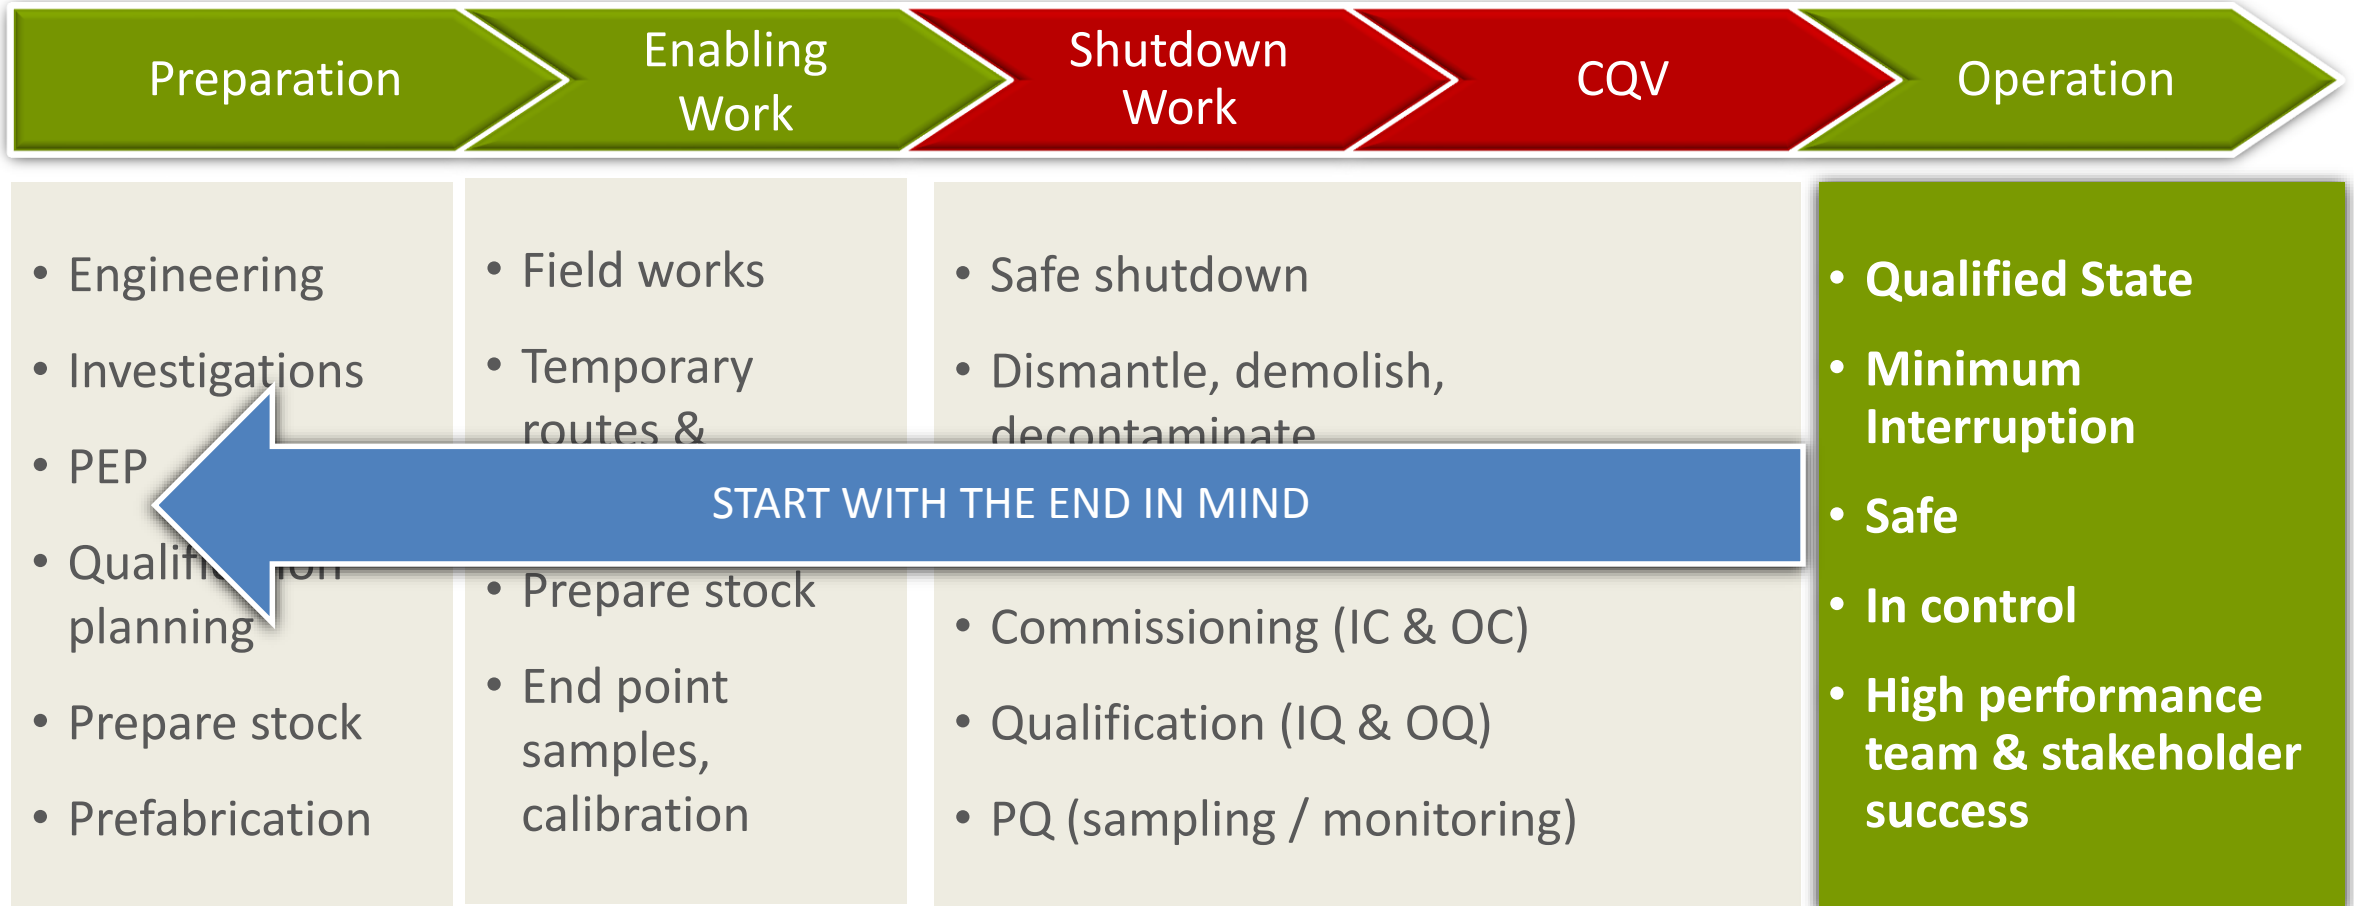 Preparation
Enabling
Work
Shutdown
Work
CQV
Operation
• Engineering
• Investigations
• PEP
• Qualification
planning
• Prepare stock
• Prefabrication
• Field works
• Temporary
routes &
• Prepare stock
• End point
samples,
calibration
• Safe shutdown
• Dismantle, demolish,
decontaminate
• Commissioning (IC & OC)
• Qualification (IQ & OQ)
• PQ (sampling / monitoring)
START WITH THE END IN MIND
• Qualified State
• Minimum
Interruption
• Safe
• In control
• High performance
team & stakeholder
success